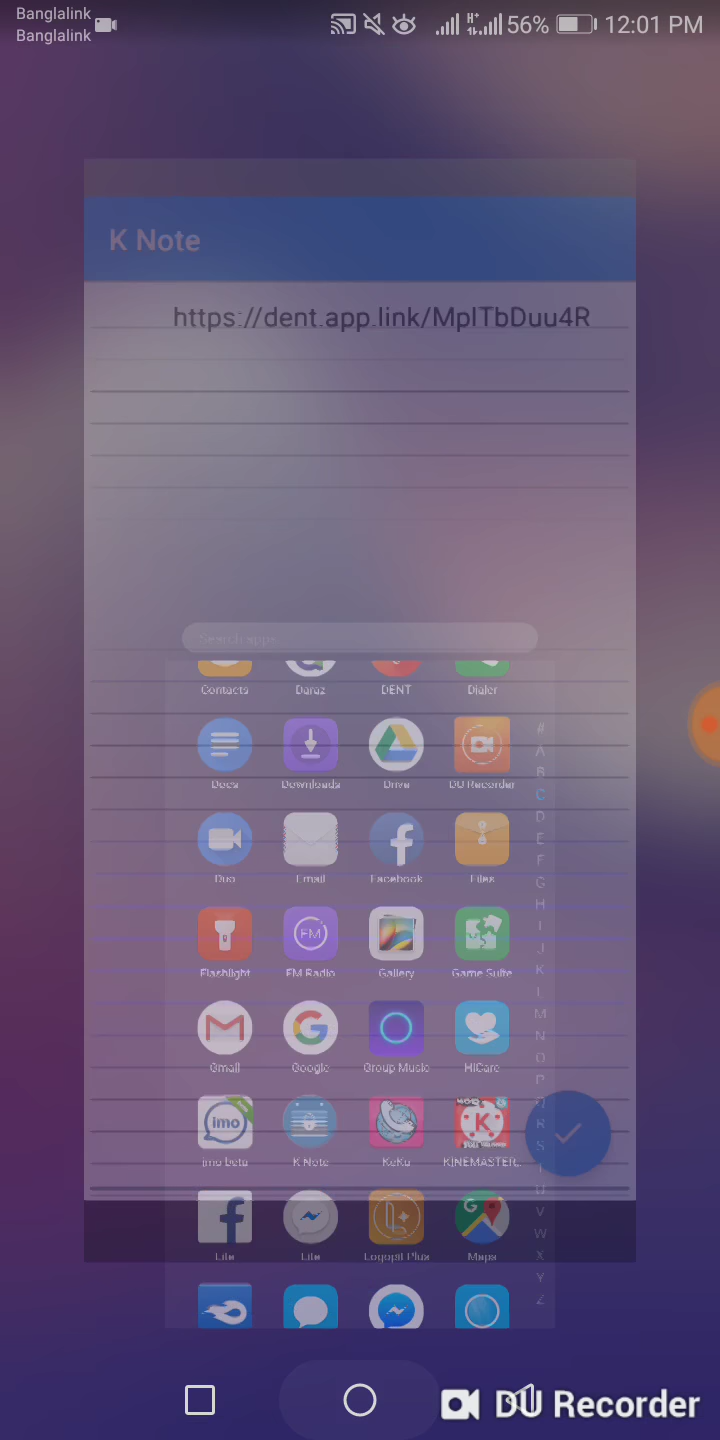 Banglalink
Banglalink
56% 12:01 PM
K Note
https://dent.app.link/MpITbDuu4R
Search apps
Contacts Daraz DENT Dialer
Docs Downloads Drive DU Recorder
Duo Email Facebook Files
Flashlight FM Radio Gallery Game Suite
Gmail Google Group Music HiCare
imo beta K Note KeKu KINEMASTER..
Lite Lite Logopit Plus Maps
#
A
B
C
D
E
F
G
H
I
J
K
L
M
N
O
P
Q
R
S
T
U
V
W
X
Y
Z
DU Recorder